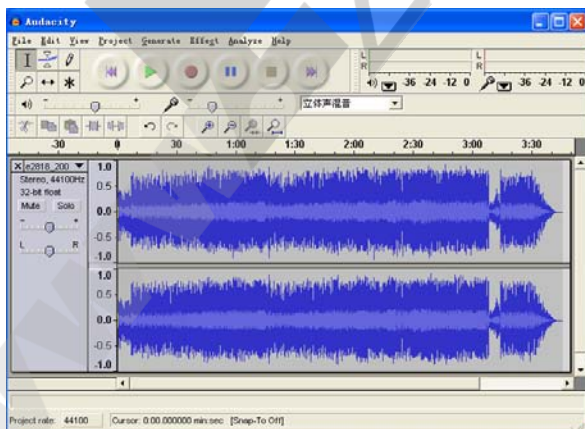 Audacity
File Edit View Project Generate Effect Analyze Help
L
R
-36 -24 -12 0
L
R
-36 -24 -12 0
立体声混音
-30 0 30 1:00 1:30 2:00 2:30 3:00 3:30
e2818_200
Stereo, 44100Hz
32-bit float
Mute Solo
- +
L R
1.0
0.5
0.0
-0.5
-1.0
1.0
0.5
0.0
-0.5
-1.0
Project rate: 44100 Cursor: 0:00.000000 min:sec [Snap-To Off]